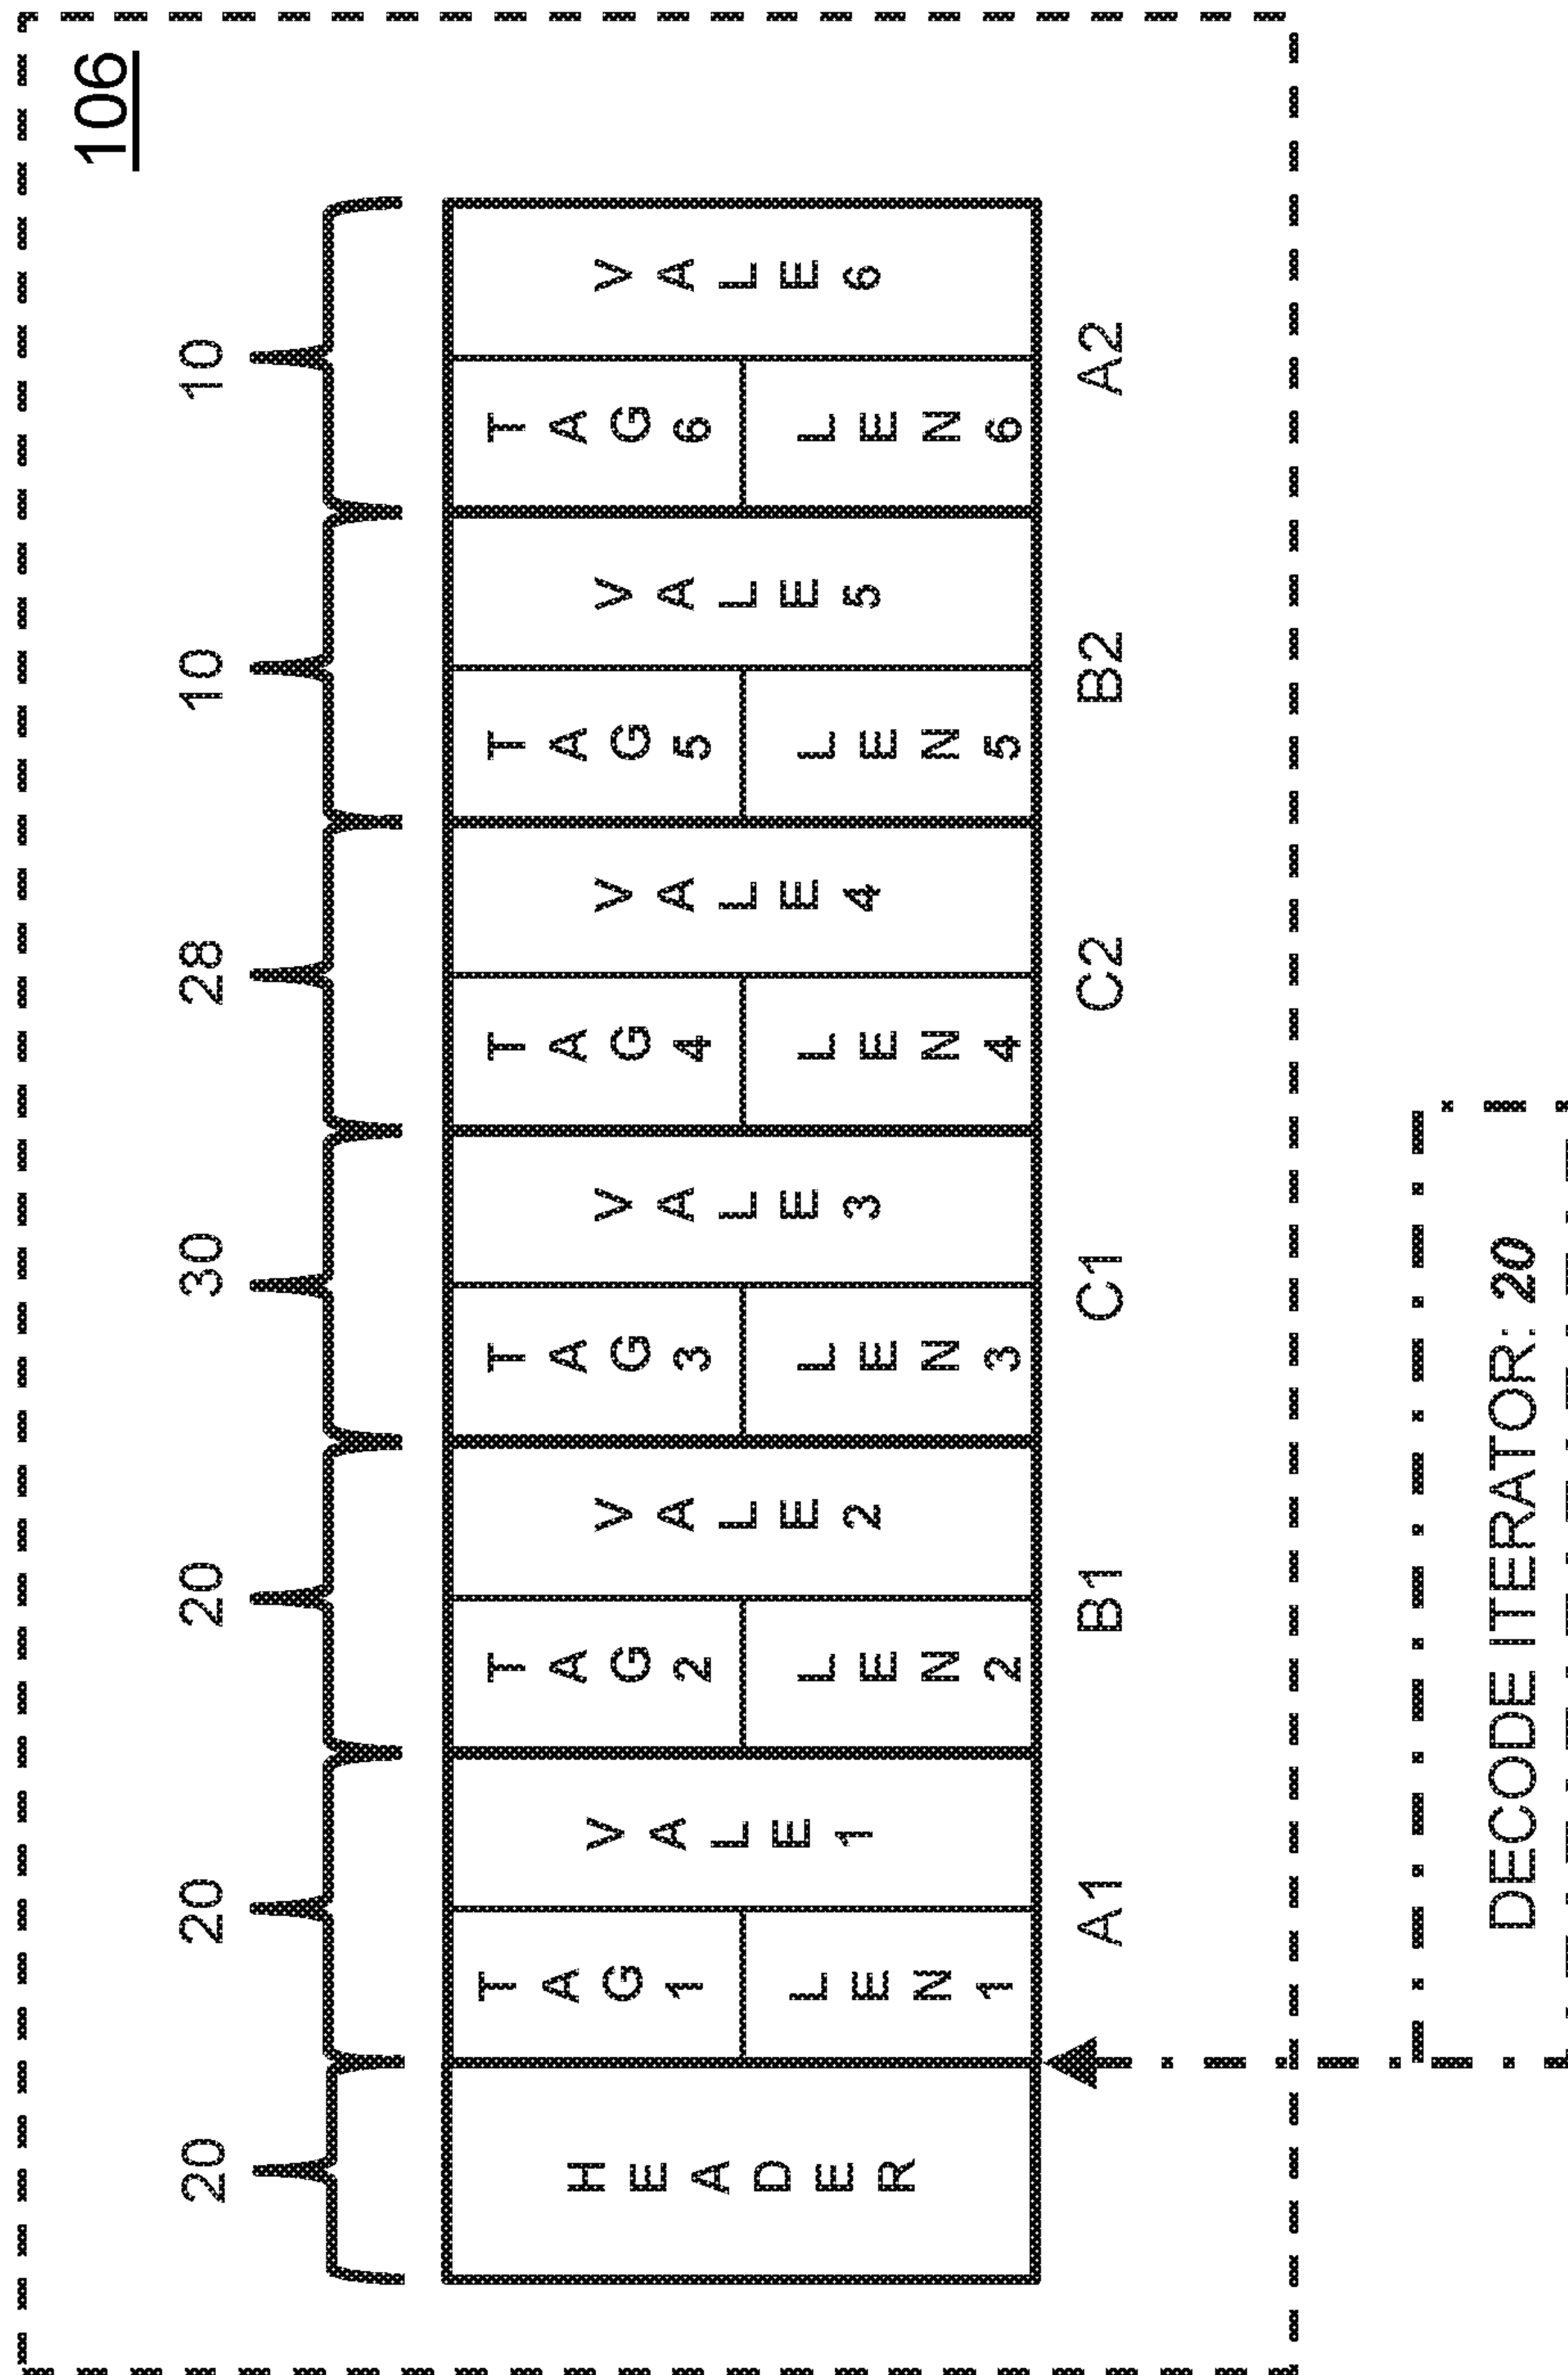 106
20 20 20 30 28 10 10
HEADER
TAG1
LEN1
VALE1
TAG2
LEN2
VALE2
TAG3
LEN3
VALE3
TAG4
LEN4
VALE4
TAG5
LEN5
VALE5
TAG6
LEN6
VALE6
A1 B1 C1 C2 B2 A2
DECODE ITERATOR: 20